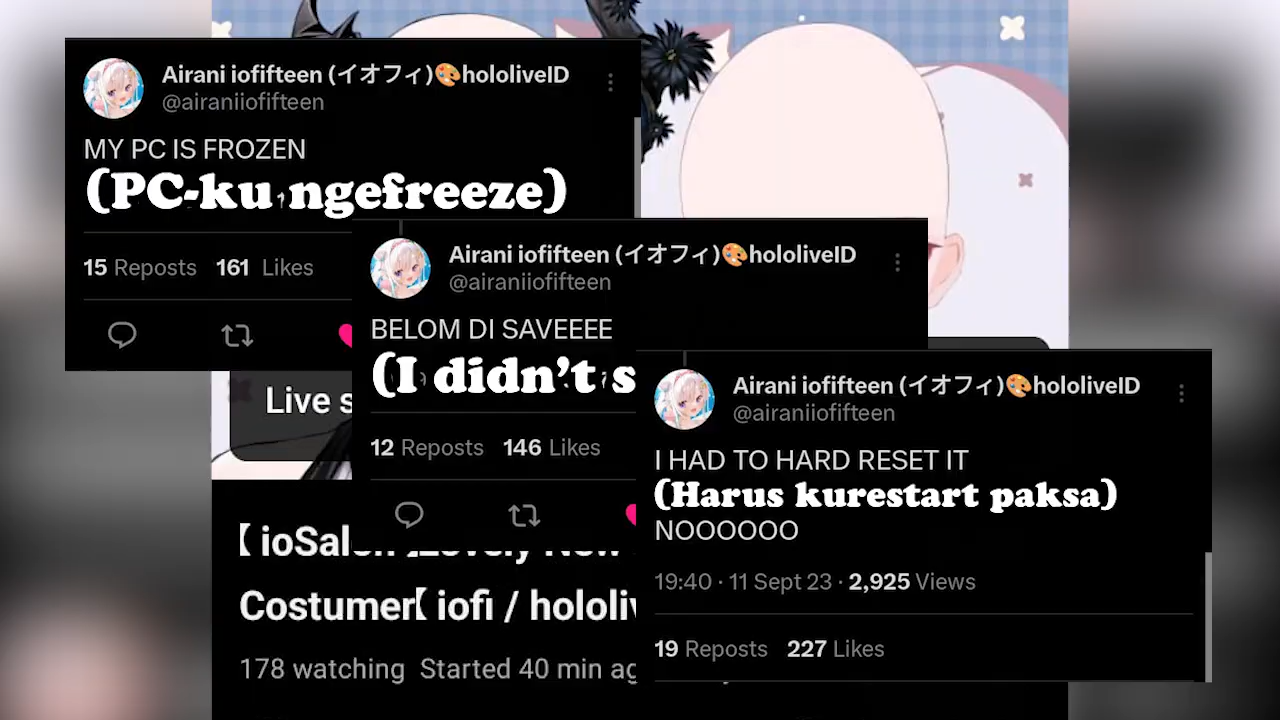 Airani iofifteen (イオフィ)🎨hololiveID
@airaniiofifteen
MY PC IS FROZEN
(PC-ku ngefreeze)
15 Reposts 161 Likes
Airani iofifteen (イオフィ)🎨hololiveID
@airaniiofifteen
BELOM DI SAVEEEE
(I didn't s
12 Reposts 146 Likes
Airani iofifteen (イオフィ)🎨hololiveID
@airaniiofifteen
I HAD TO HARD RESET IT
(Harus kurestart paksa)
NOOOOOO
19:40 · 11 Sept 23 · 2,925 Views
19 Reposts 227 Likes
Live s
【 ioSalon 】Lovely New
Costumer【 iofi / hololiv
178 watching Started 40 min ag